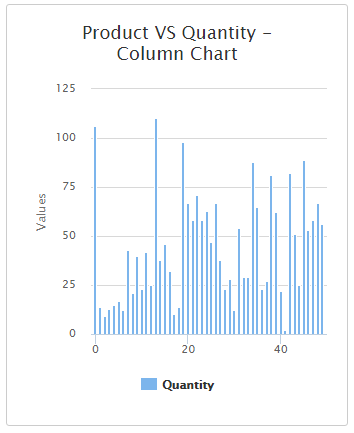 Product VS Quantity –
Column Chart
125
100
75
50
25
0
Values
0 20 40
Quantity